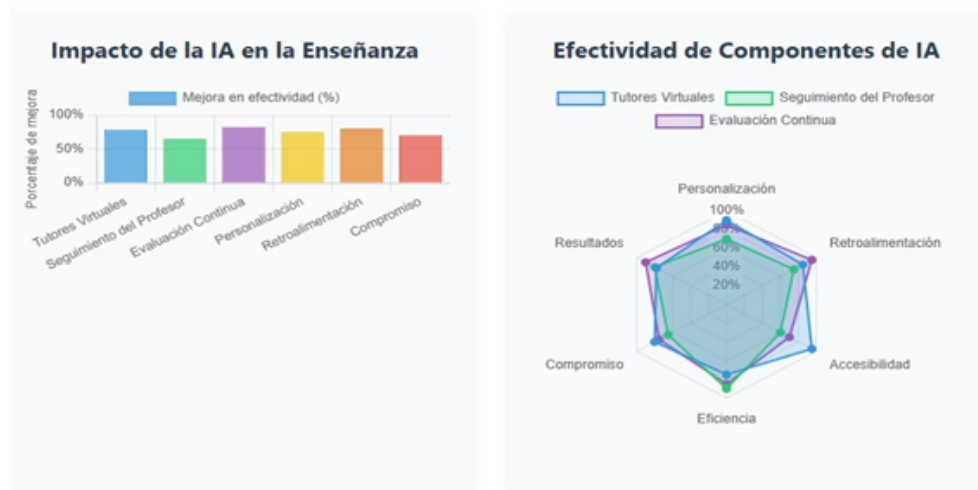 Impacto de la IA en la Enseñanza
Mejora en efectividad (%)
Porcentaje de mejora
100%
50%
0%
Tutores Virtuales
Seguimiento del Profesor
Evaluación Continua
Personalización
Retroalimentación
Compromiso
Efectividad de Componentes de IA
Tutores Virtuales
Seguimiento del Profesor
Evaluación Continua
Personalización
100%
80%
60%
40%
20%
Resultados
Retroalimentación
Compromiso
Accesibilidad
Eficiencia